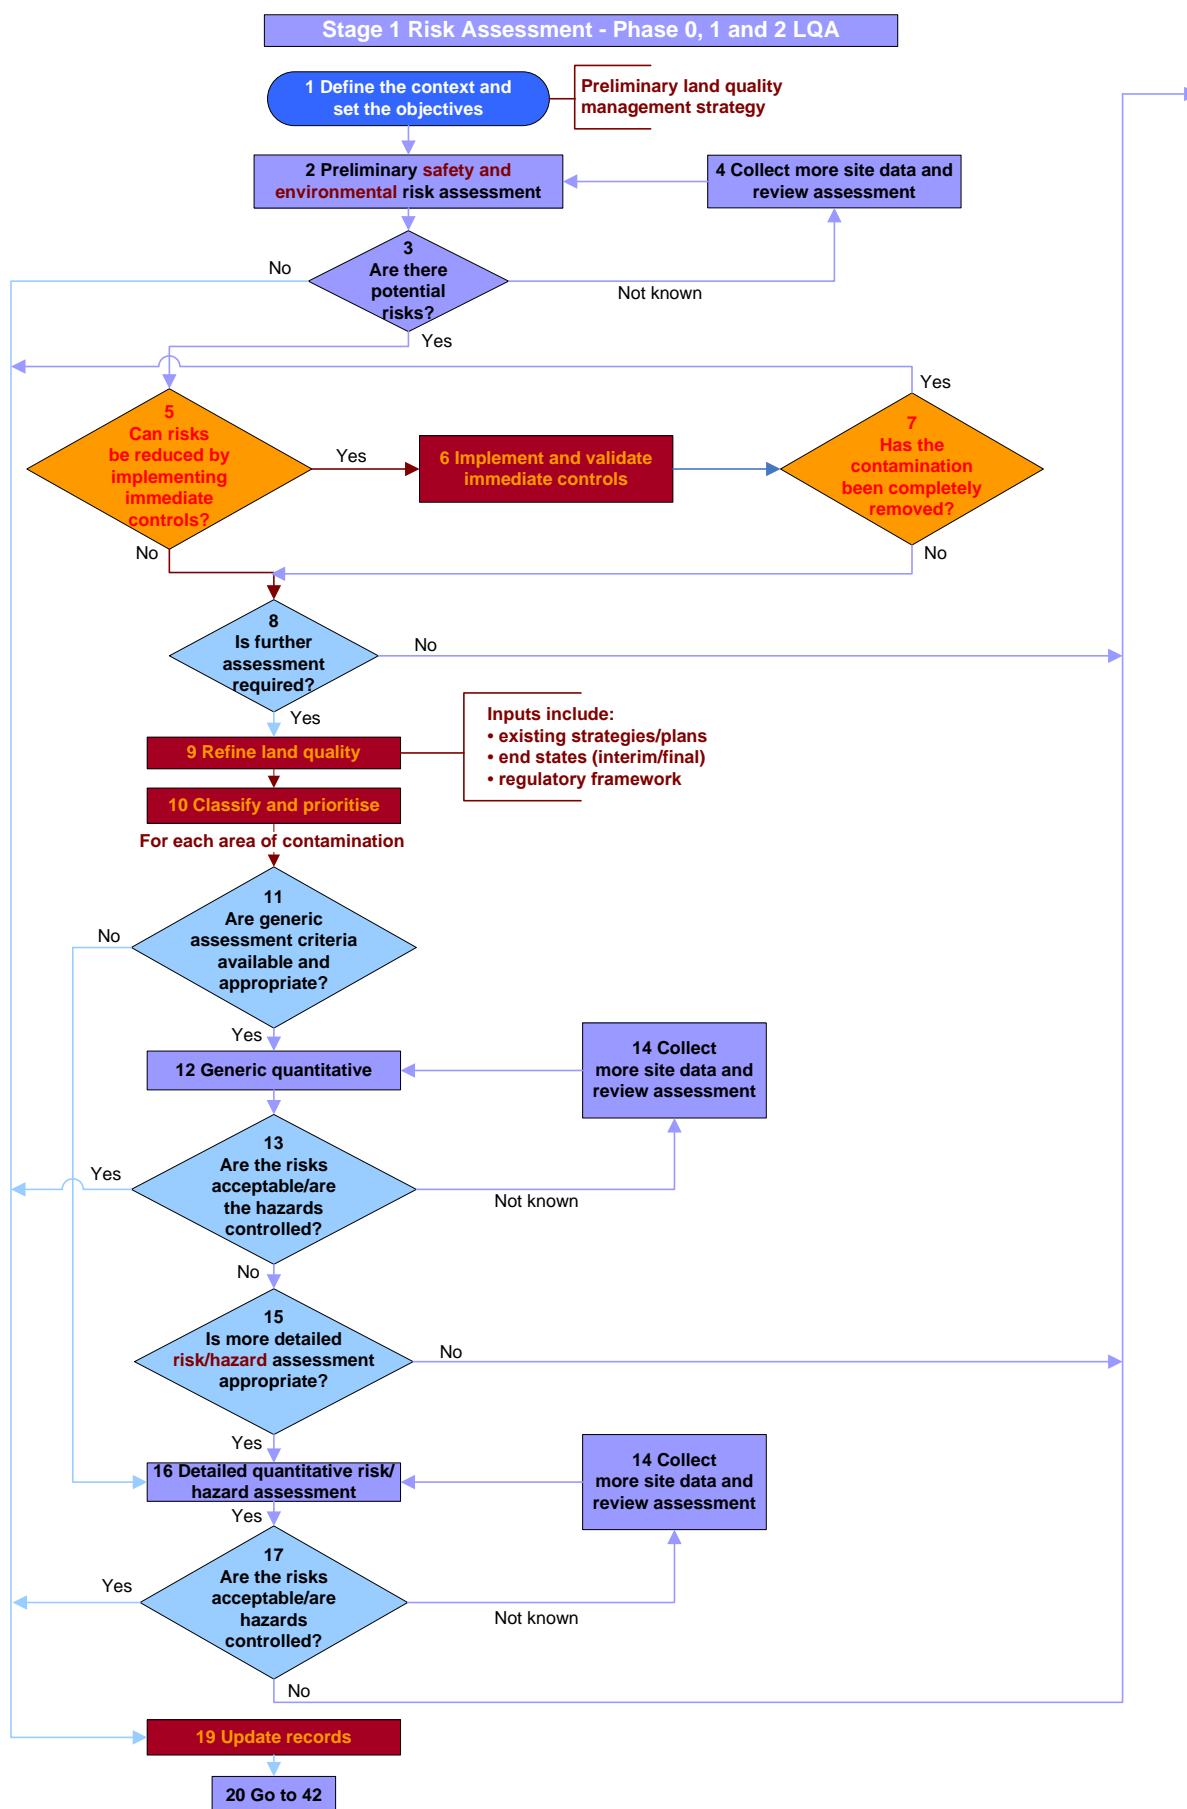 Stage 1 Risk Assessment - Phase 0, 1 and 2 LQA
1 Define the context and
set the objectives
Preliminary land quality
management strategy
2 Preliminary safety and
environmental risk assessment
4 Collect more site data and
review assessment
3
Are there
potential
risks?
No
Not known
Yes
5
Can risks
be reduced by
implementing
immediate
controls?
Yes
6 Implement and validate
immediate controls
Yes
7
Has the
contamination
been completely
removed?
No
No
8
Is further
assessment
required?
No
Yes
9 Refine land quality
Inputs include:
• existing strategies/plans
• end states (interim/final)
• regulatory framework
10 Classify and prioritise
For each area of contamination
11
Are generic
assessment criteria
available and
appropriate?
No
Yes
12 Generic quantitative
14 Collect
more site data and
review assessment
13
Are the risks
acceptable/are
the hazards
controlled?
Yes
Not known
No
15
Is more detailed
risk/hazard assessment
appropriate?
No
Yes
16 Detailed quantitative risk/
hazard assessment
14 Collect
more site data and
review assessment
Yes
17
Are the risks
acceptable/are
hazards
controlled?
Yes
Not known
No
19 Update records
20 Go to 42